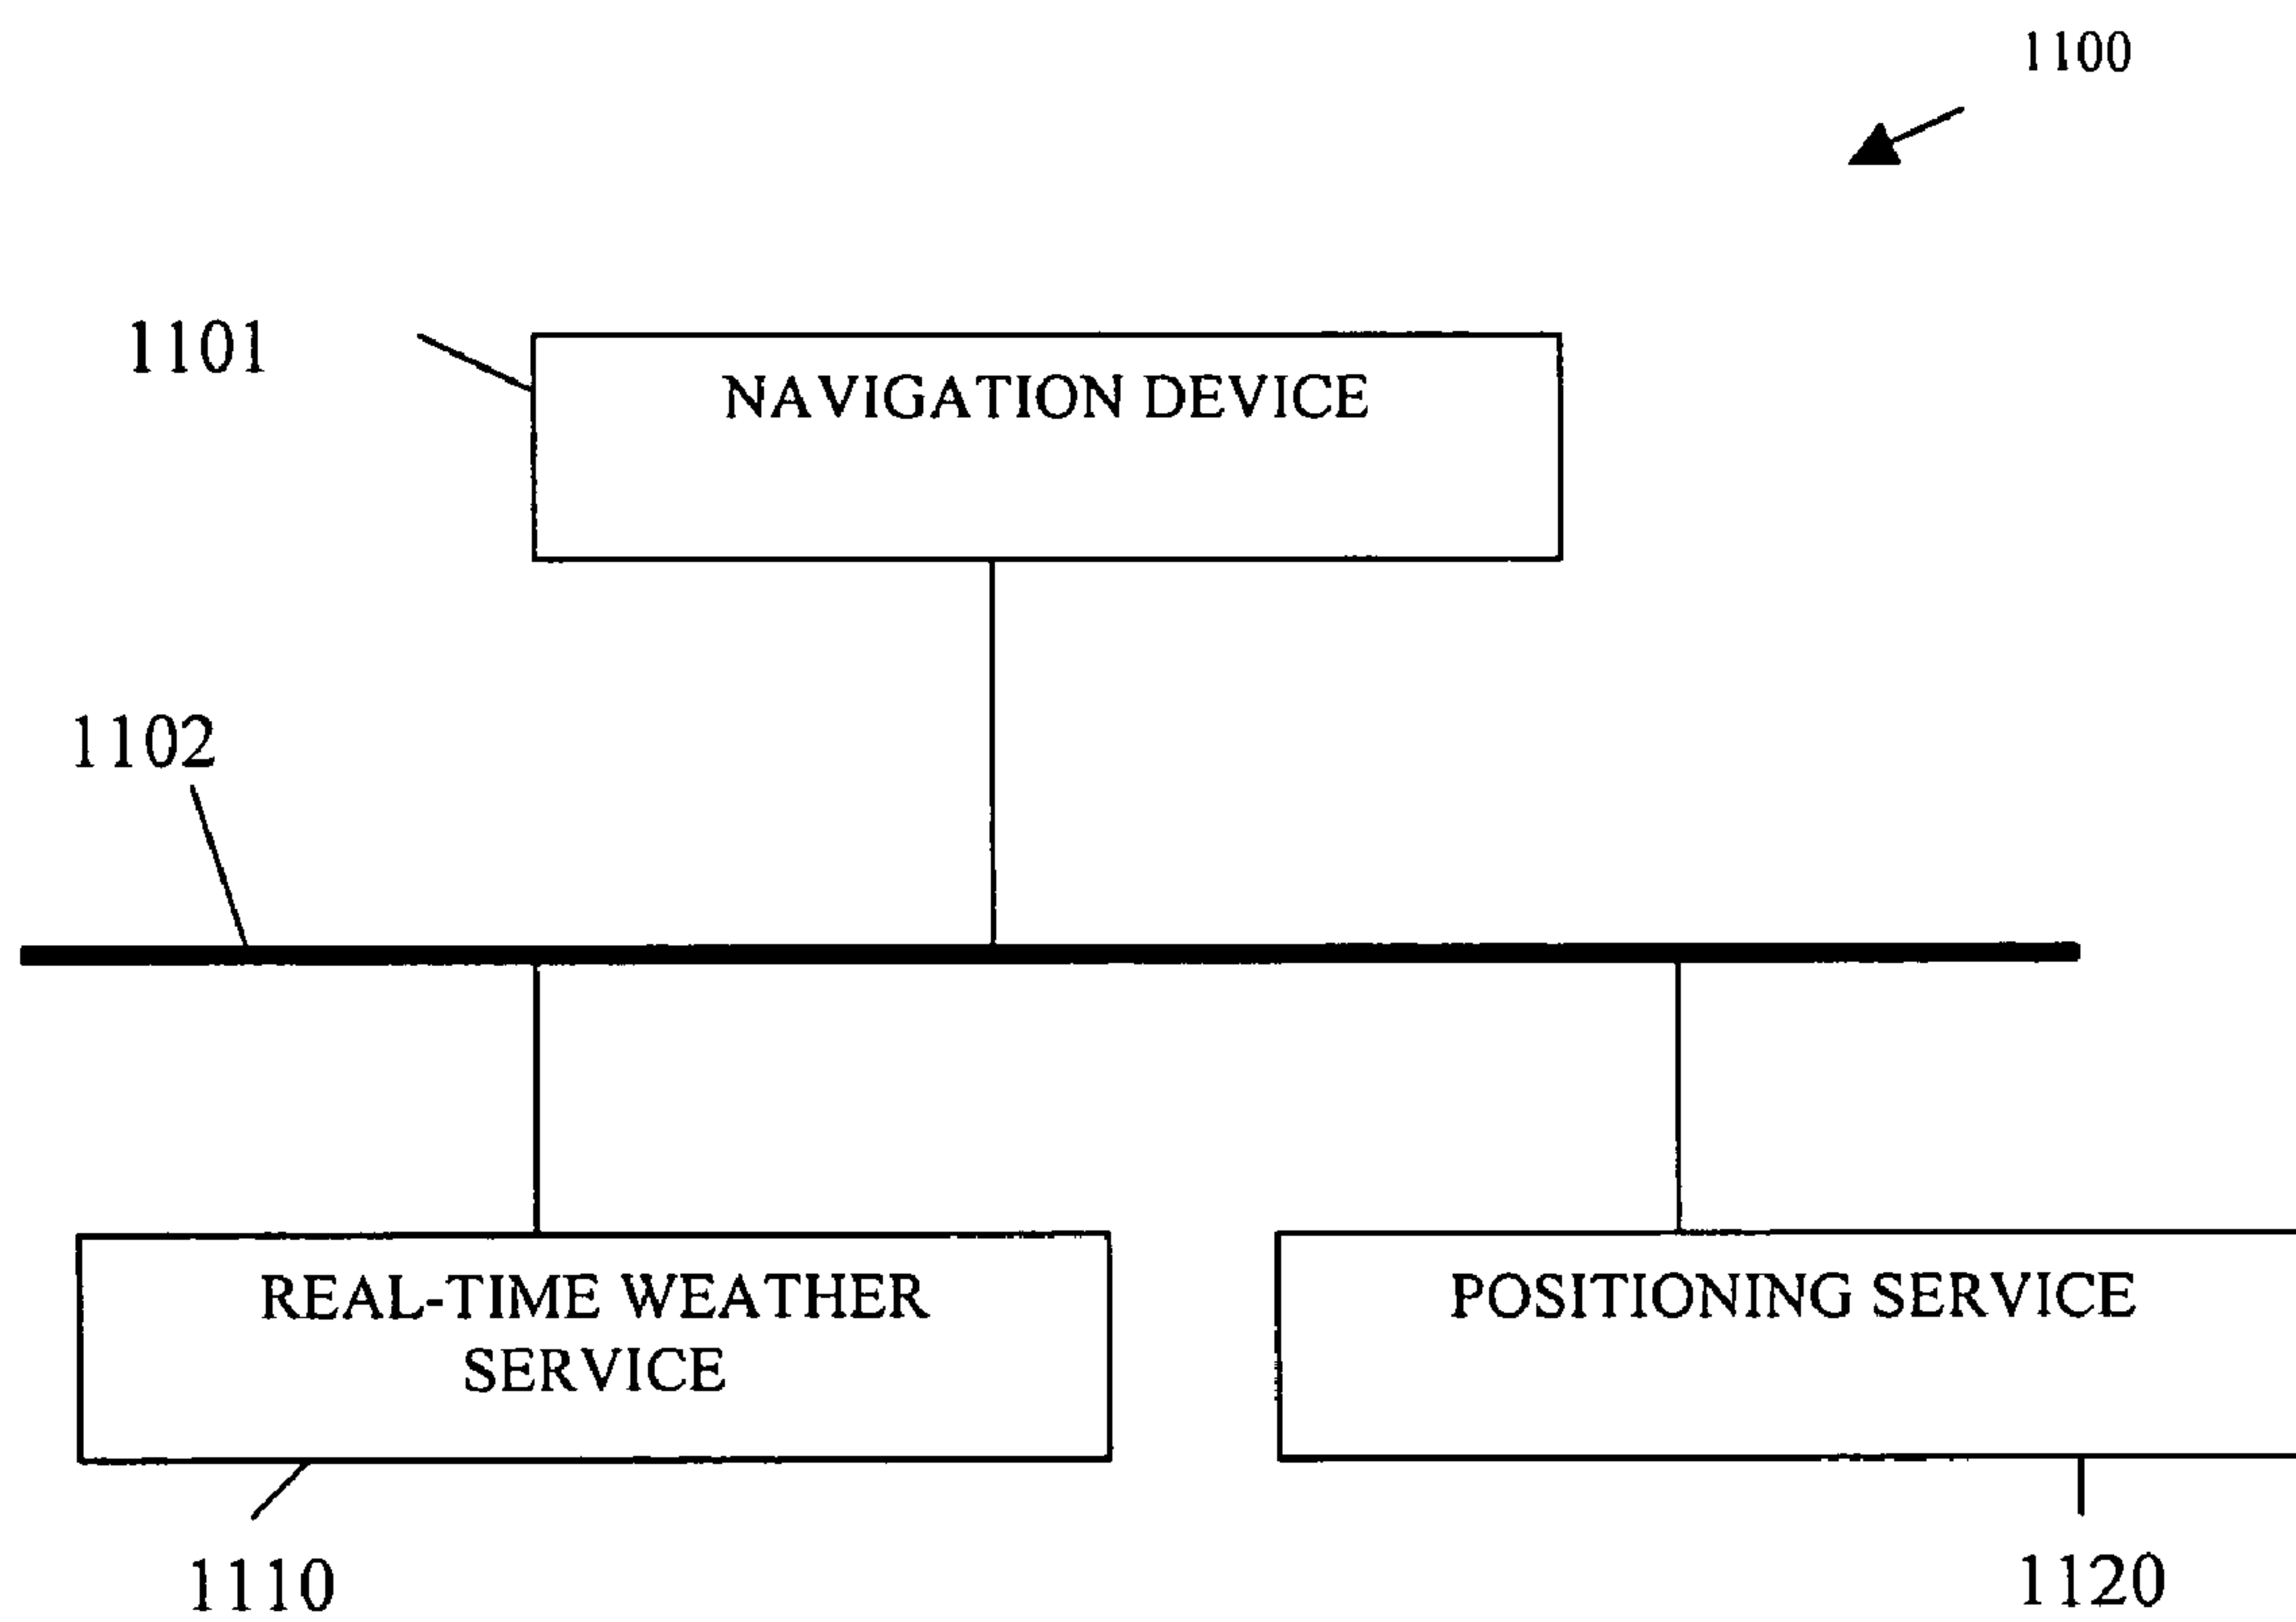 1100
1101
NAVIGATION DEVICE
1102
REAL-TIME WEATHER
SERVICE
POSITIONING SERVICE
1110
1120